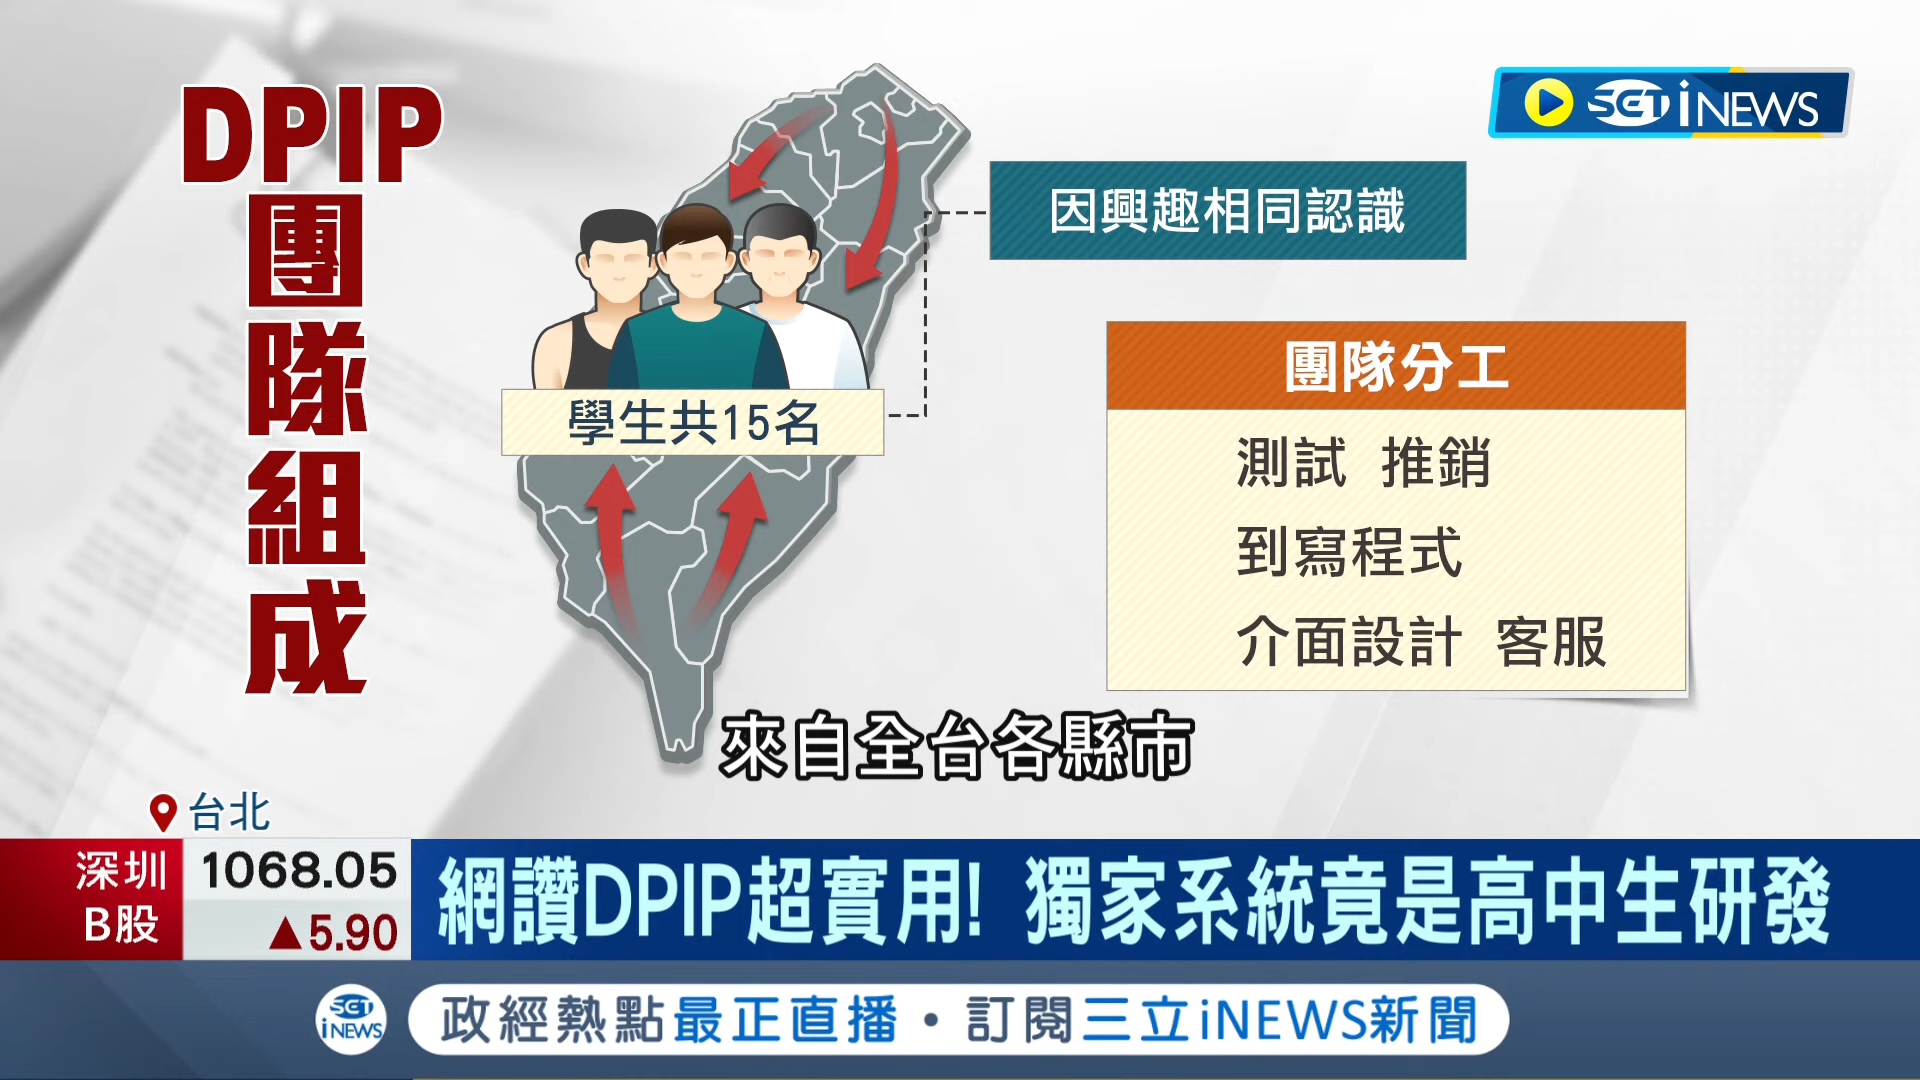 DPIP
團隊組成
SET iNEWS
因興趣相同認識
學生共15名
團隊分工
測試 推銷
到寫程式
介面設計 客服
來自全台各縣市
台北
深圳
B股
1068.05
▲5.90
網讚DPIP超實用! 獨家系統竟是高中生研發
SET
iNEWS
政經熱點最正直播・訂閱三立iNEWS新聞